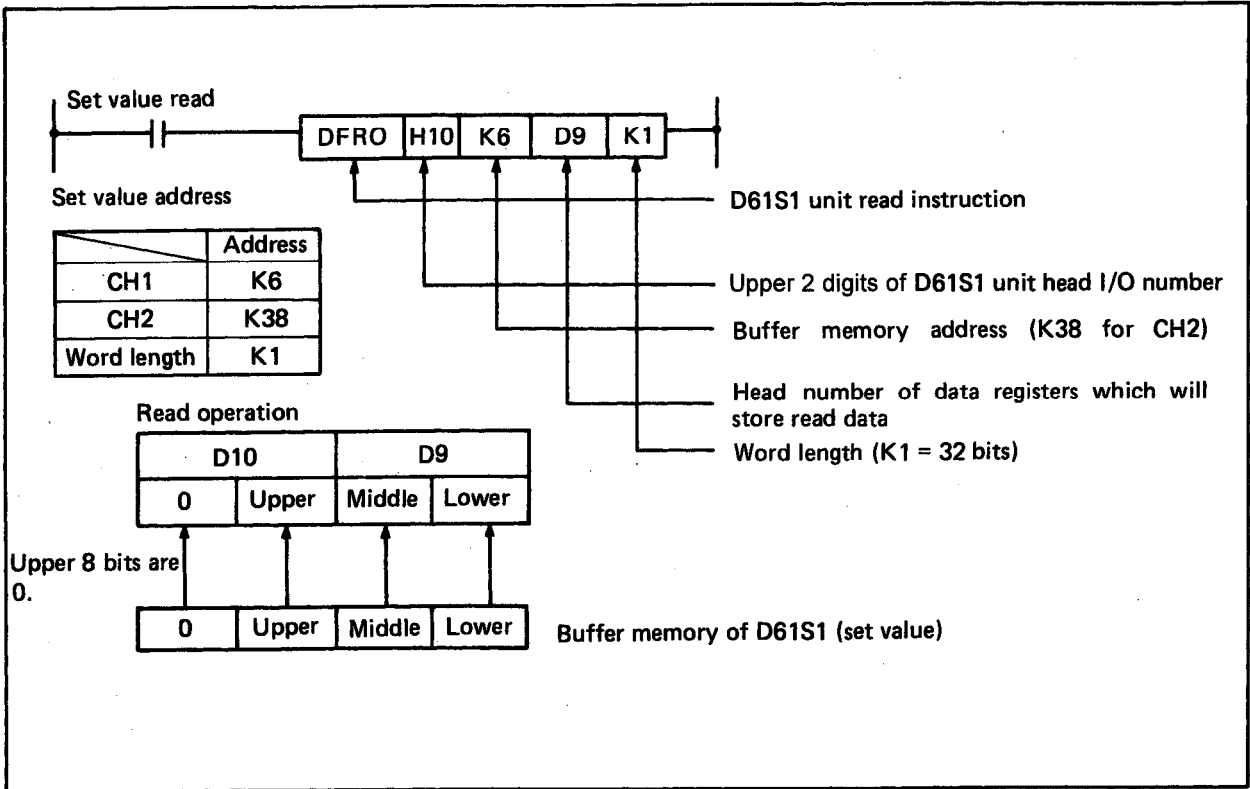 Set value read
DFRO H10 K6 D9 K1
Set value address
D61S1 unit read instruction
Address
CH1 K6
CH2 K38
Word length K1
Upper 2 digits of D61S1 unit head I/O number
Buffer memory address (K38 for CH2)
Head number of data registers which will
store read data
Word length (K1 = 32 bits)
Read operation
D10 D9
0 Upper Middle Lower
Upper 8 bits are
0.
0 Upper Middle Lower
Buffer memory of D61S1 (set value)